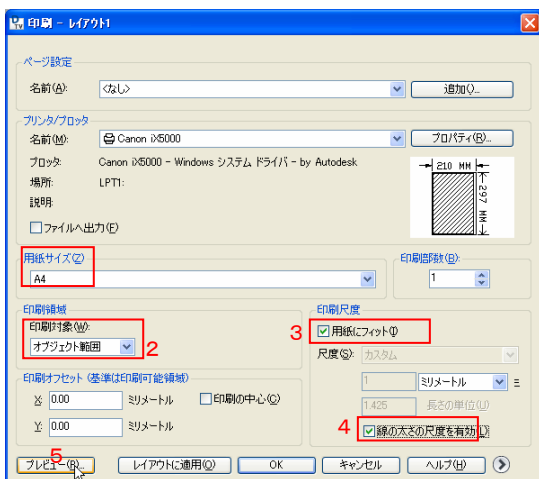 印刷 - レイアウト1
ページ設定
名前(A): <なし> 追加()...
プリンタ/プロッタ
名前(M): Canon iX5000 プロパティ(R)...
プロッタ: Canon iX5000 - Windows システム ドライバ - by Autodesk
場所: LPT1:
説明:
ファイルへ出力(F)
210 MM
297 MM
用紙サイズ(Z)
A4
印刷部数(B):
1
印刷領域
印刷対象(W):
オブジェクト範囲 2
印刷オフセット (基準は印刷可能領域)
X: 0.00 ミリメートル 印刷の中心(C)
Y: 0.00 ミリメートル
印刷尺度
3 用紙にフィット(I)
尺度(S): カスタム
1 ミリメートル =
1.425 長さの単位(U)
4 線の太さの尺度を有効(L)
5
プレビュー(P)... レイアウトに適用(O) OK キャンセル ヘルプ(H)